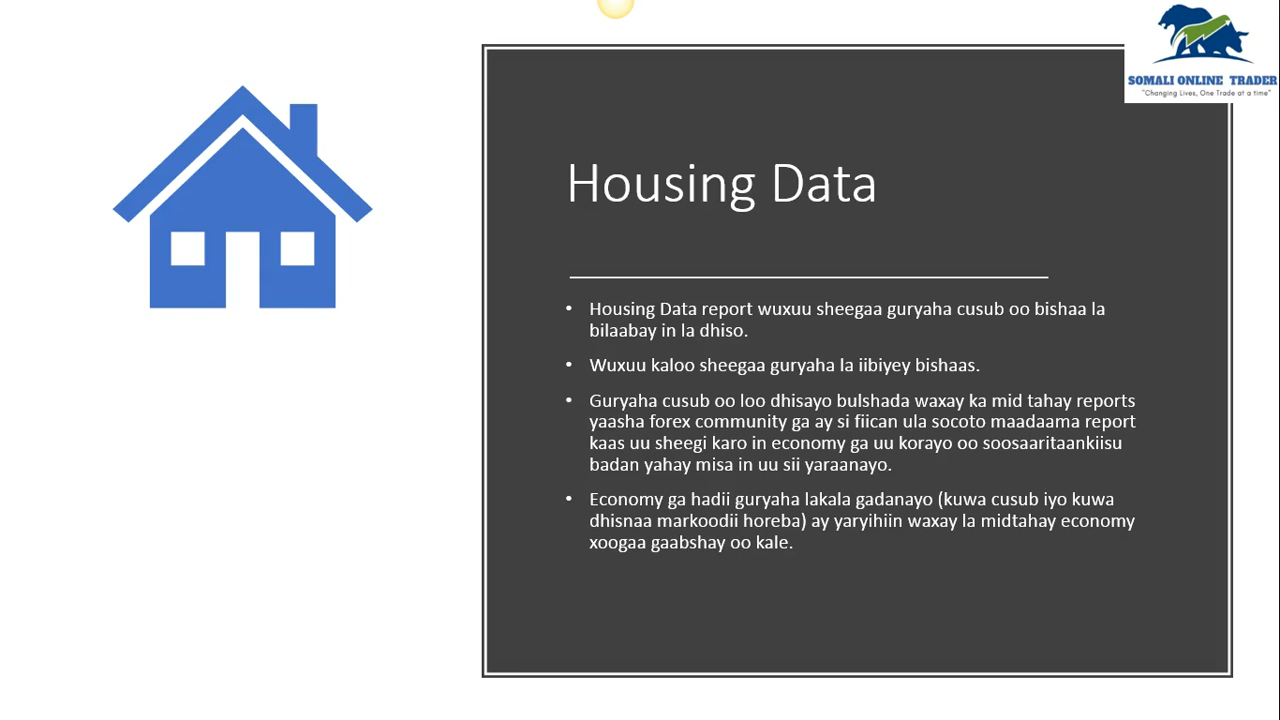 SOMALI ONLINE TRADER
"Changing Lives, One Trade at a time"
Housing Data
• Housing Data report wuxuu sheegaa guryaha cusub oo bishaa la
bilaabay in la dhiso.
• Wuxuu kaloo sheegaa guryaha la iibiyey bishaas.
• Guryaha cusub oo loo dhisayo bulshada waxay ka mid tahay reports
yaasha forex community ga ay si fiican ula socoto maadaama report
kaas uu sheegi karo in economy ga uu korayo oo soosaaritaankiisu
badan yahay misa in uu sii yaraanayo.
• Economy ga hadii guryaha lakala gadanayo (kuwa cusub iyo kuwa
dhisnaa markoodii horeba) ay yaryihiin waxay la midtahay economy
xoogaa gaabshay oo kale.